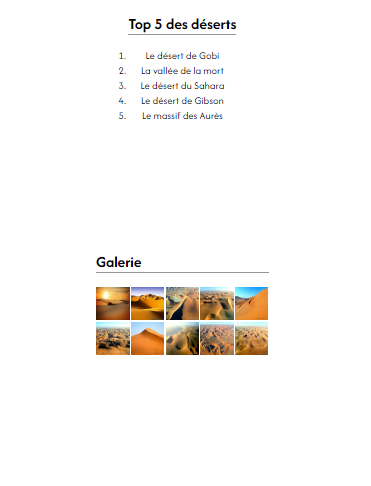 Top 5 des déserts
1. Le désert de Gobi
2. La vallée de la mort
3. Le désert du Sahara
4. Le désert de Gibson
5. Le massif des Aurès
Galerie